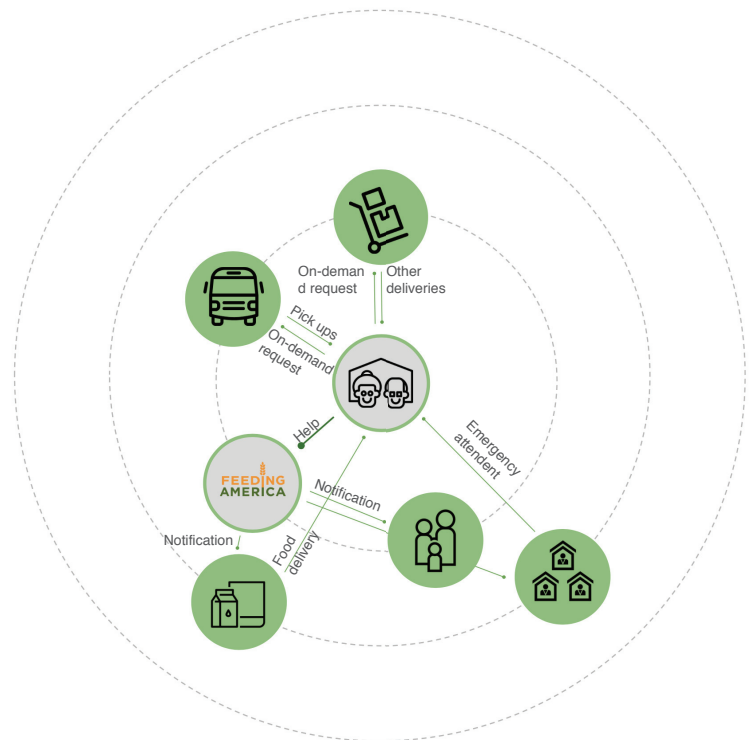 On-deman
d request
Other
deliveries
Pick ups
On-demand
request
Help
Emergency
attendent
FEEDING
AMERICA
Notification
Notification
Food
delivery